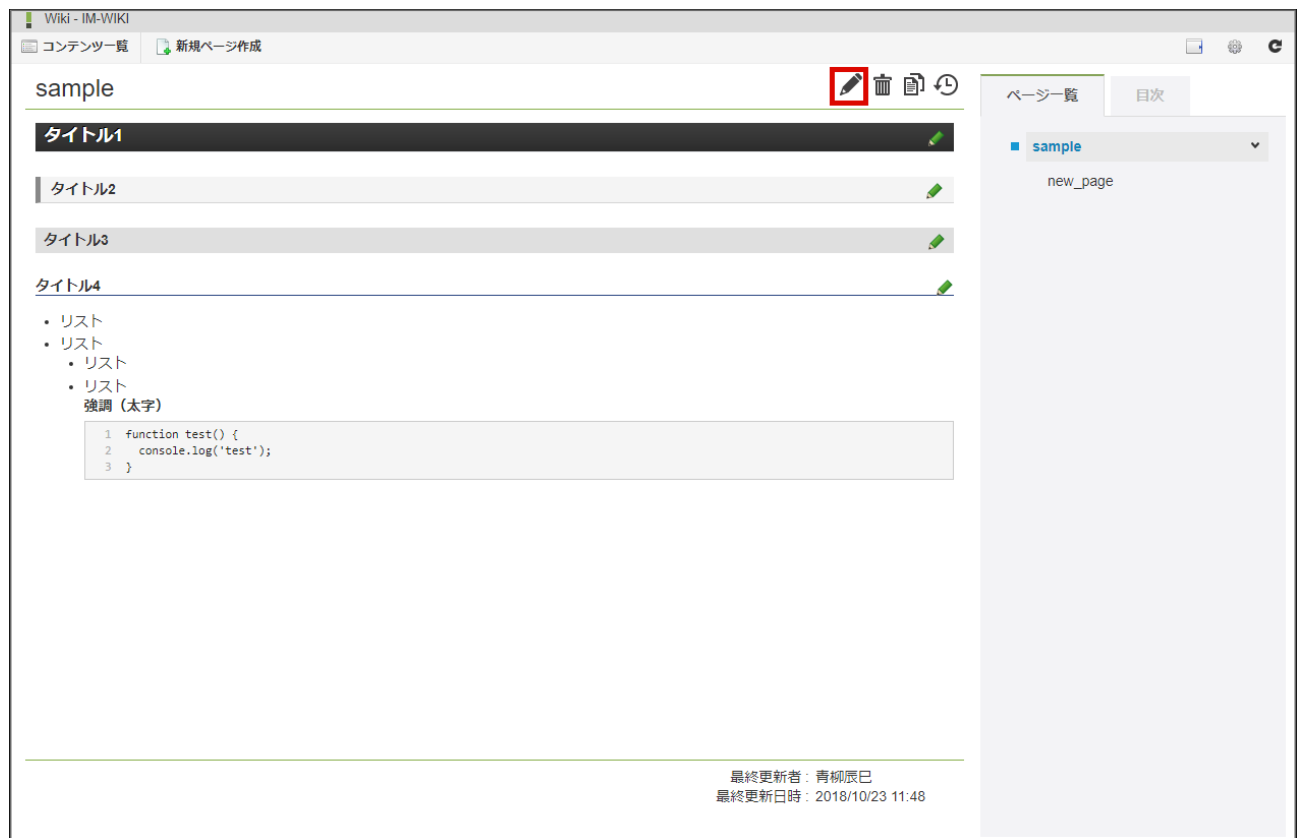 Wiki - IM-WIKI
コンテンツ一覧 新規ページ作成
sample
タイトル1
タイトル2
タイトル3
タイトル4
• リスト
• リスト
• リスト
• リスト
強調（太字）
1 function test() {
2   console.log('test');
3 }
最終更新者 : 青柳辰巳
最終更新日時 : 2018/10/23 11:48
ページ一覧 目次
sample
new_page